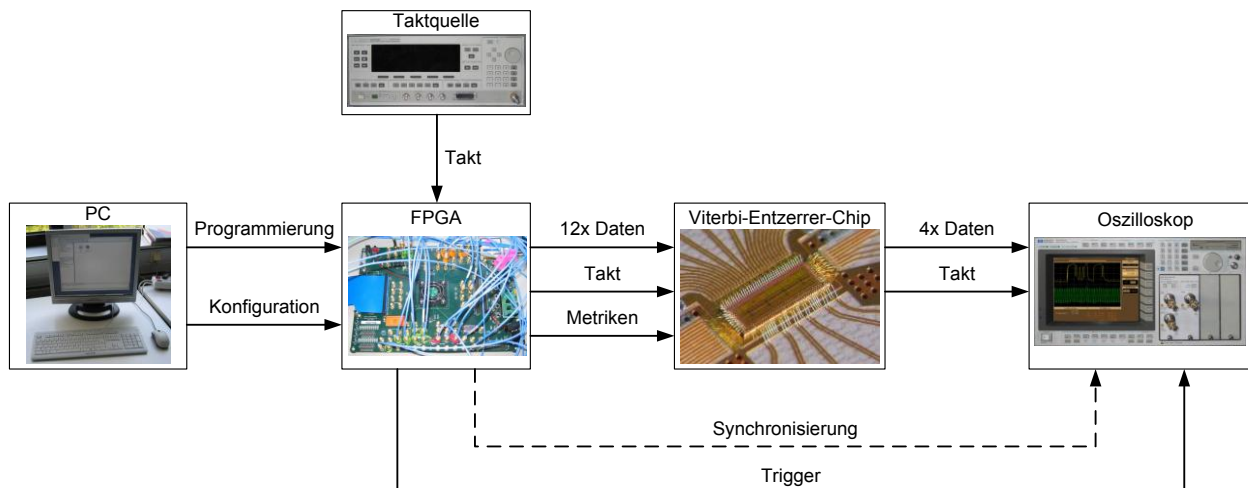 Taktquelle
Takt
PC
Programmierung
Konfiguration
FPGA
12x Daten
Takt
Metriken
Viterbi-Entzerrer-Chip
4x Daten
Takt
Oszilloskop
Synchronisierung
Trigger